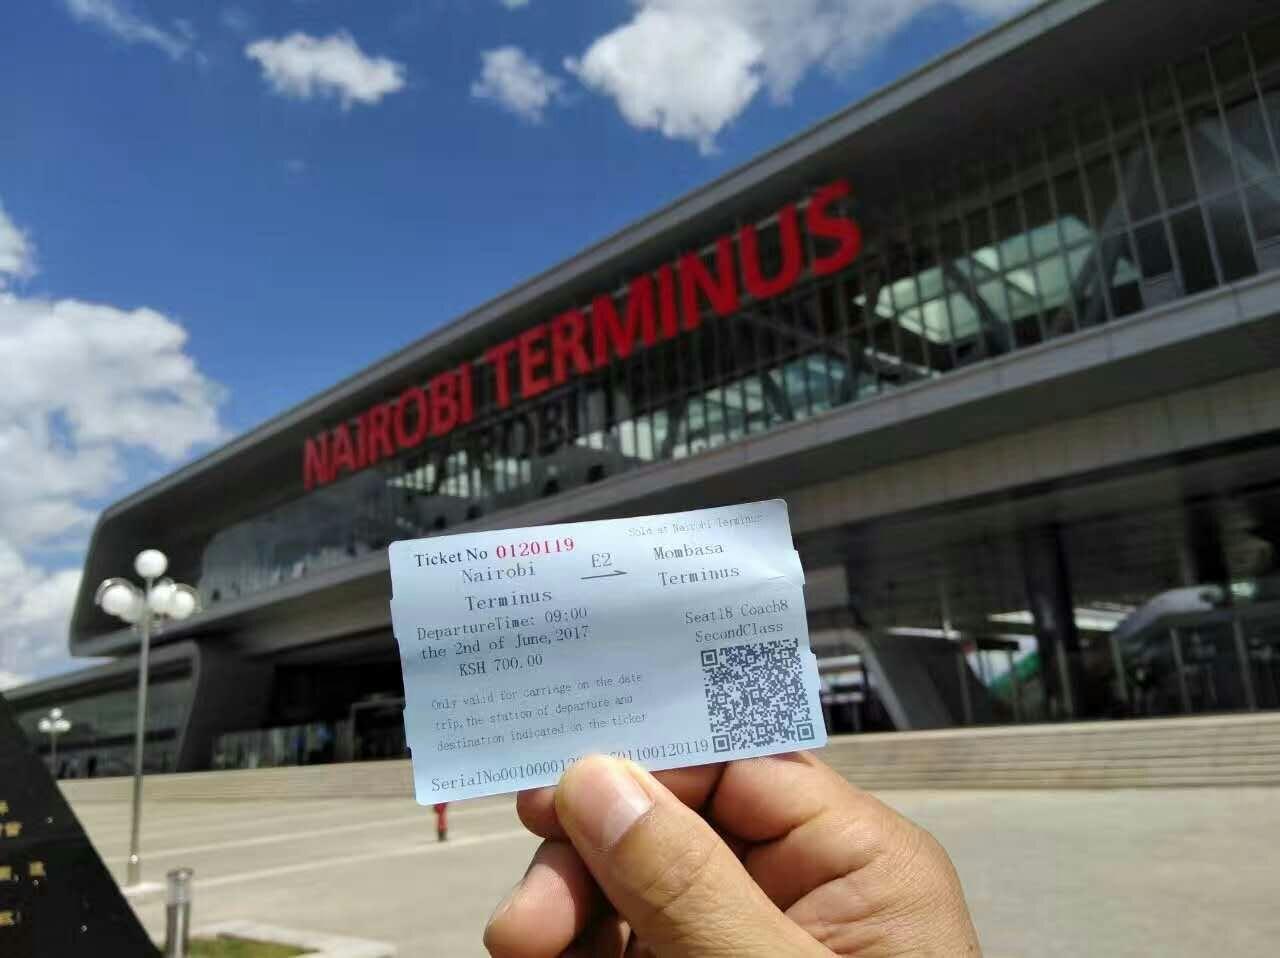 NAIROBI TERMINUS
Sold at Nairobi Terminus
Ticket No 0120119
Nairobi
Terminus
E2
Mombasa
Terminus
DepartureTime: 09:00
the 2nd of June,2017
KSH 700.00
Seat18 Coach8
SecondClass
Only valid for carriage on the date
trip,the station of departure and
destination indicated on the ticket
SerialNo